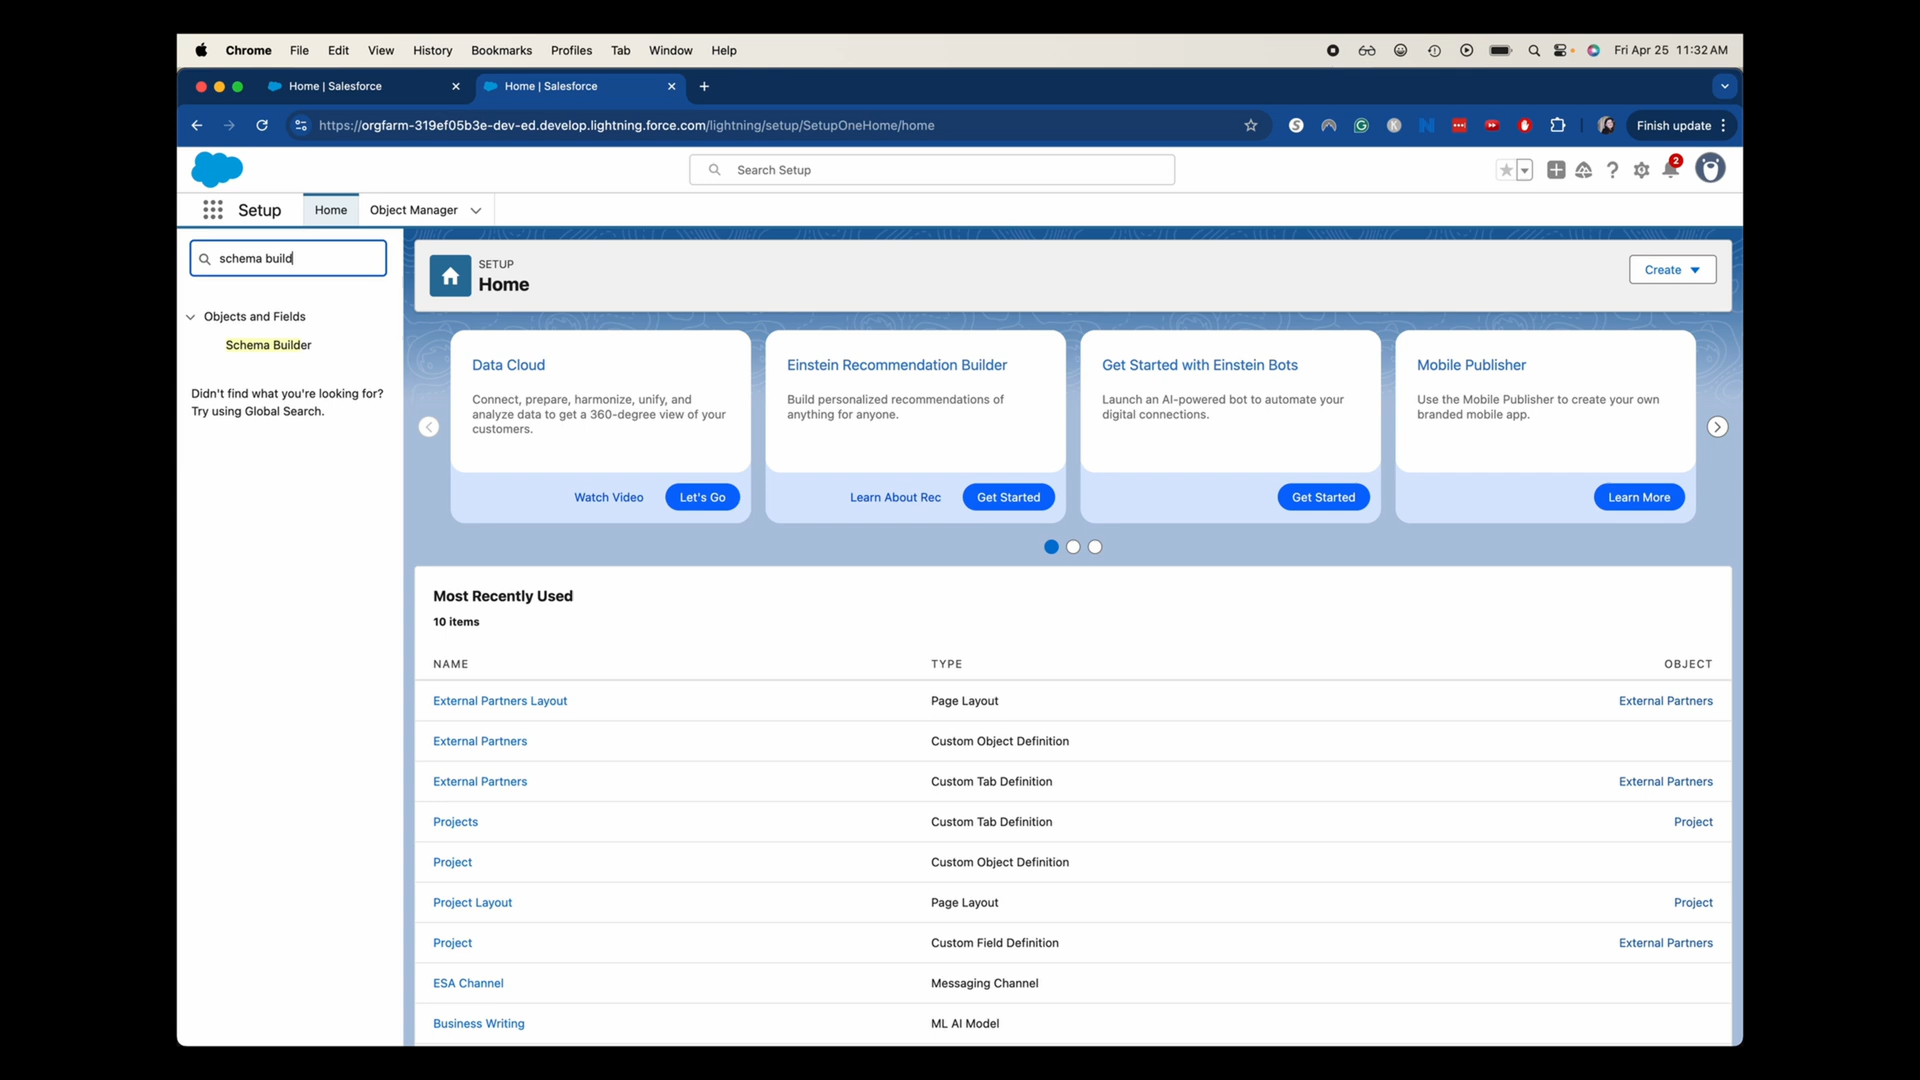 Chrome File Edit View History Bookmarks Profiles Tab Window Help Fri Apr 25 11:32 AM
Home | Salesforce Home | Salesforce
https://orgfarm-319ef05b3e-dev-ed.develop.lightning.force.com/lightning/setup/SetupOneHome/home Finish update
Search Setup 2
Setup Home Object Manager
schema build
Objects and Fields
Schema Builder
Didn't find what you're looking for?
Try using Global Search.
SETUP
Home
Create
Data Cloud
Connect, prepare, harmonize, unify, and
analyze data to get a 360-degree view of your
customers.
Watch Video Let's Go
Einstein Recommendation Builder
Build personalized recommendations of
anything for anyone.
Learn About Rec Get Started
Get Started with Einstein Bots
Launch an AI-powered bot to automate your
digital connections.
Get Started
Mobile Publisher
Use the Mobile Publisher to create your own
branded mobile app.
Learn More
Most Recently Used
10 items
NAME TYPE OBJECT
External Partners Layout Page Layout External Partners
External Partners Custom Object Definition
External Partners Custom Tab Definition External Partners
Projects Custom Tab Definition Project
Project Custom Object Definition
Project Layout Page Layout Project
Project Custom Field Definition External Partners
ESA Channel Messaging Channel
Business Writing ML AI Model